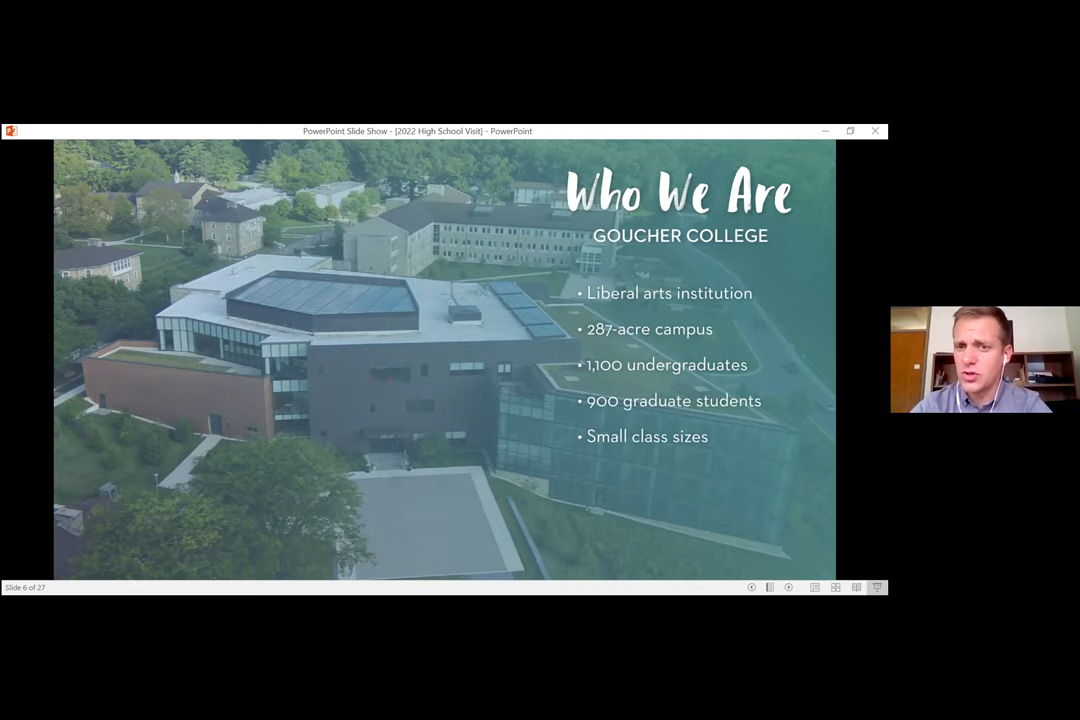 PowerPoint Slide Show - [2022 High School Visit] - PowerPoint
Who We Are
GOUCHER COLLEGE
• Liberal arts institution
• 287-acre campus
• 1,100 undergraduates
• 900 graduate students
• Small class sizes
Slide 6 of 27